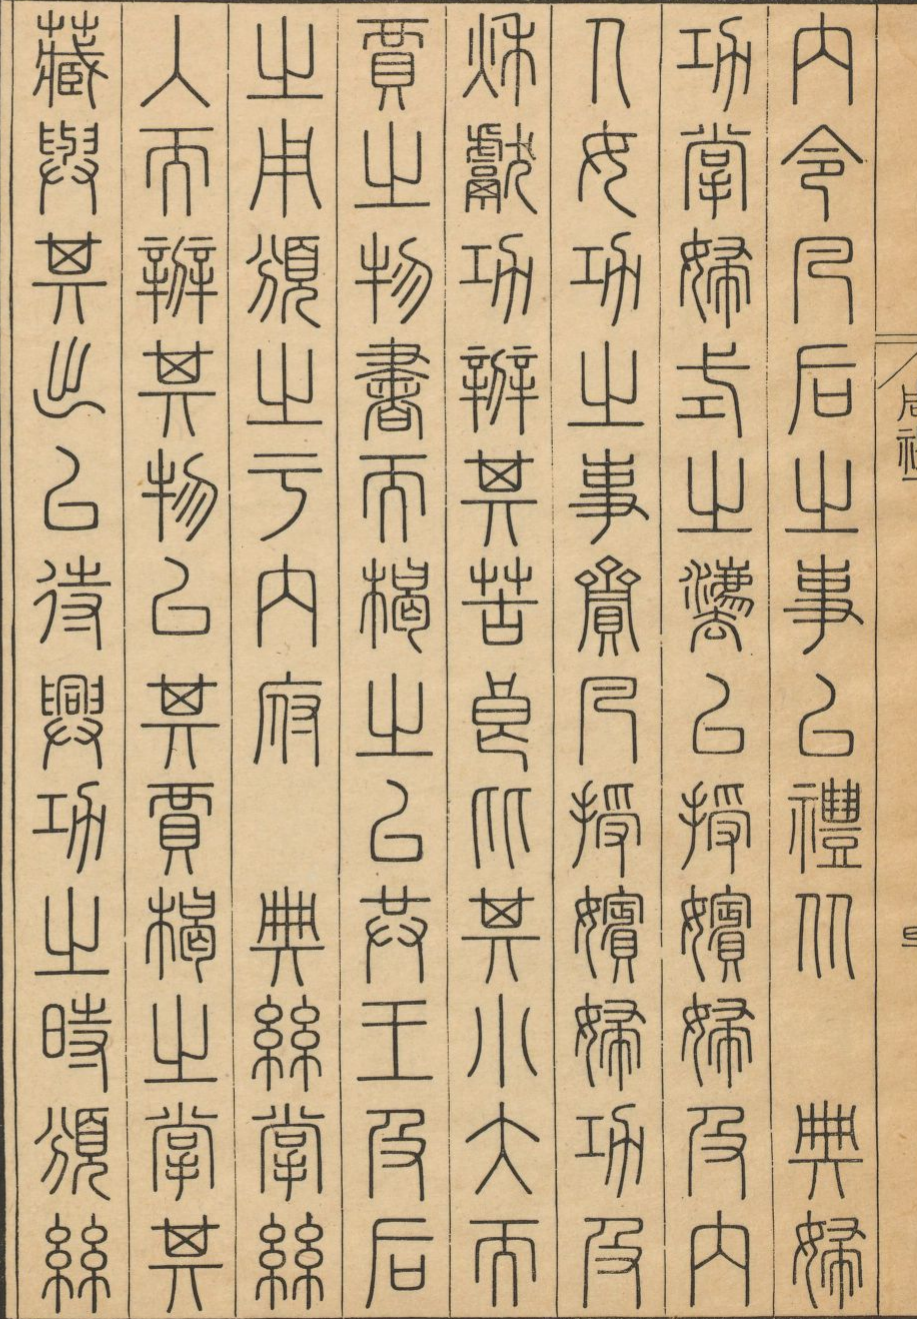 内令凡后之事以禮从　典婦
功掌婦式之灋以授嬪婦及内
人女功之事齎凡授嬪婦功及
秌獻功辨其苦良比其小大而
賈之物書而楬之以共王及后
之用頒之于内府　典絲掌絲
入而辨其物以其賈楬之掌其
藏與其出以待興功之時頒絲